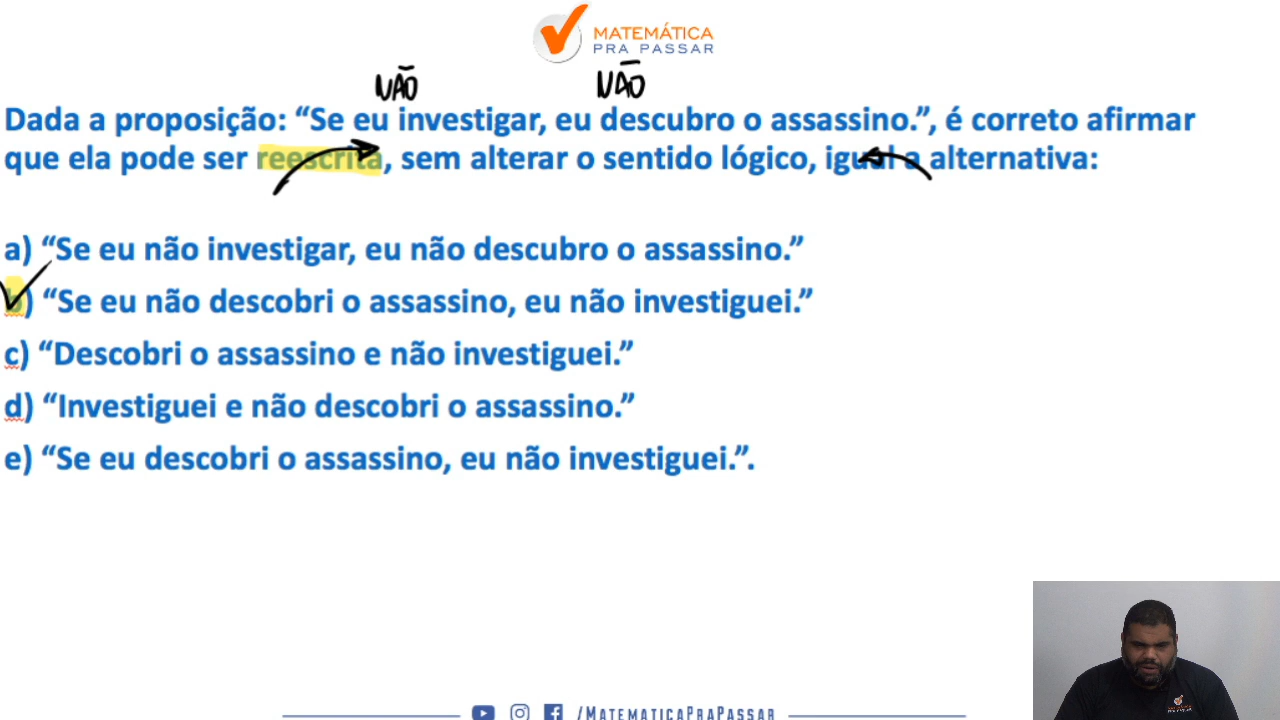 MATEMÁTICA
PRA PASSAR
NÃO NÃO
Dada a proposição: “Se eu investigar, eu descubro o assassino.”, é correto afirmar
que ela pode ser reescrita, sem alterar o sentido lógico, igual a alternativa:
a) “Se eu não investigar, eu não descubro o assassino.”
b) “Se eu não descobri o assassino, eu não investiguei.”
c) “Descobri o assassino e não investiguei.”
d) “Investiguei e não descobri o assassino.”
e) “Se eu descobri o assassino, eu não investiguei.”.
/MATEMATICAPRAPASSAR